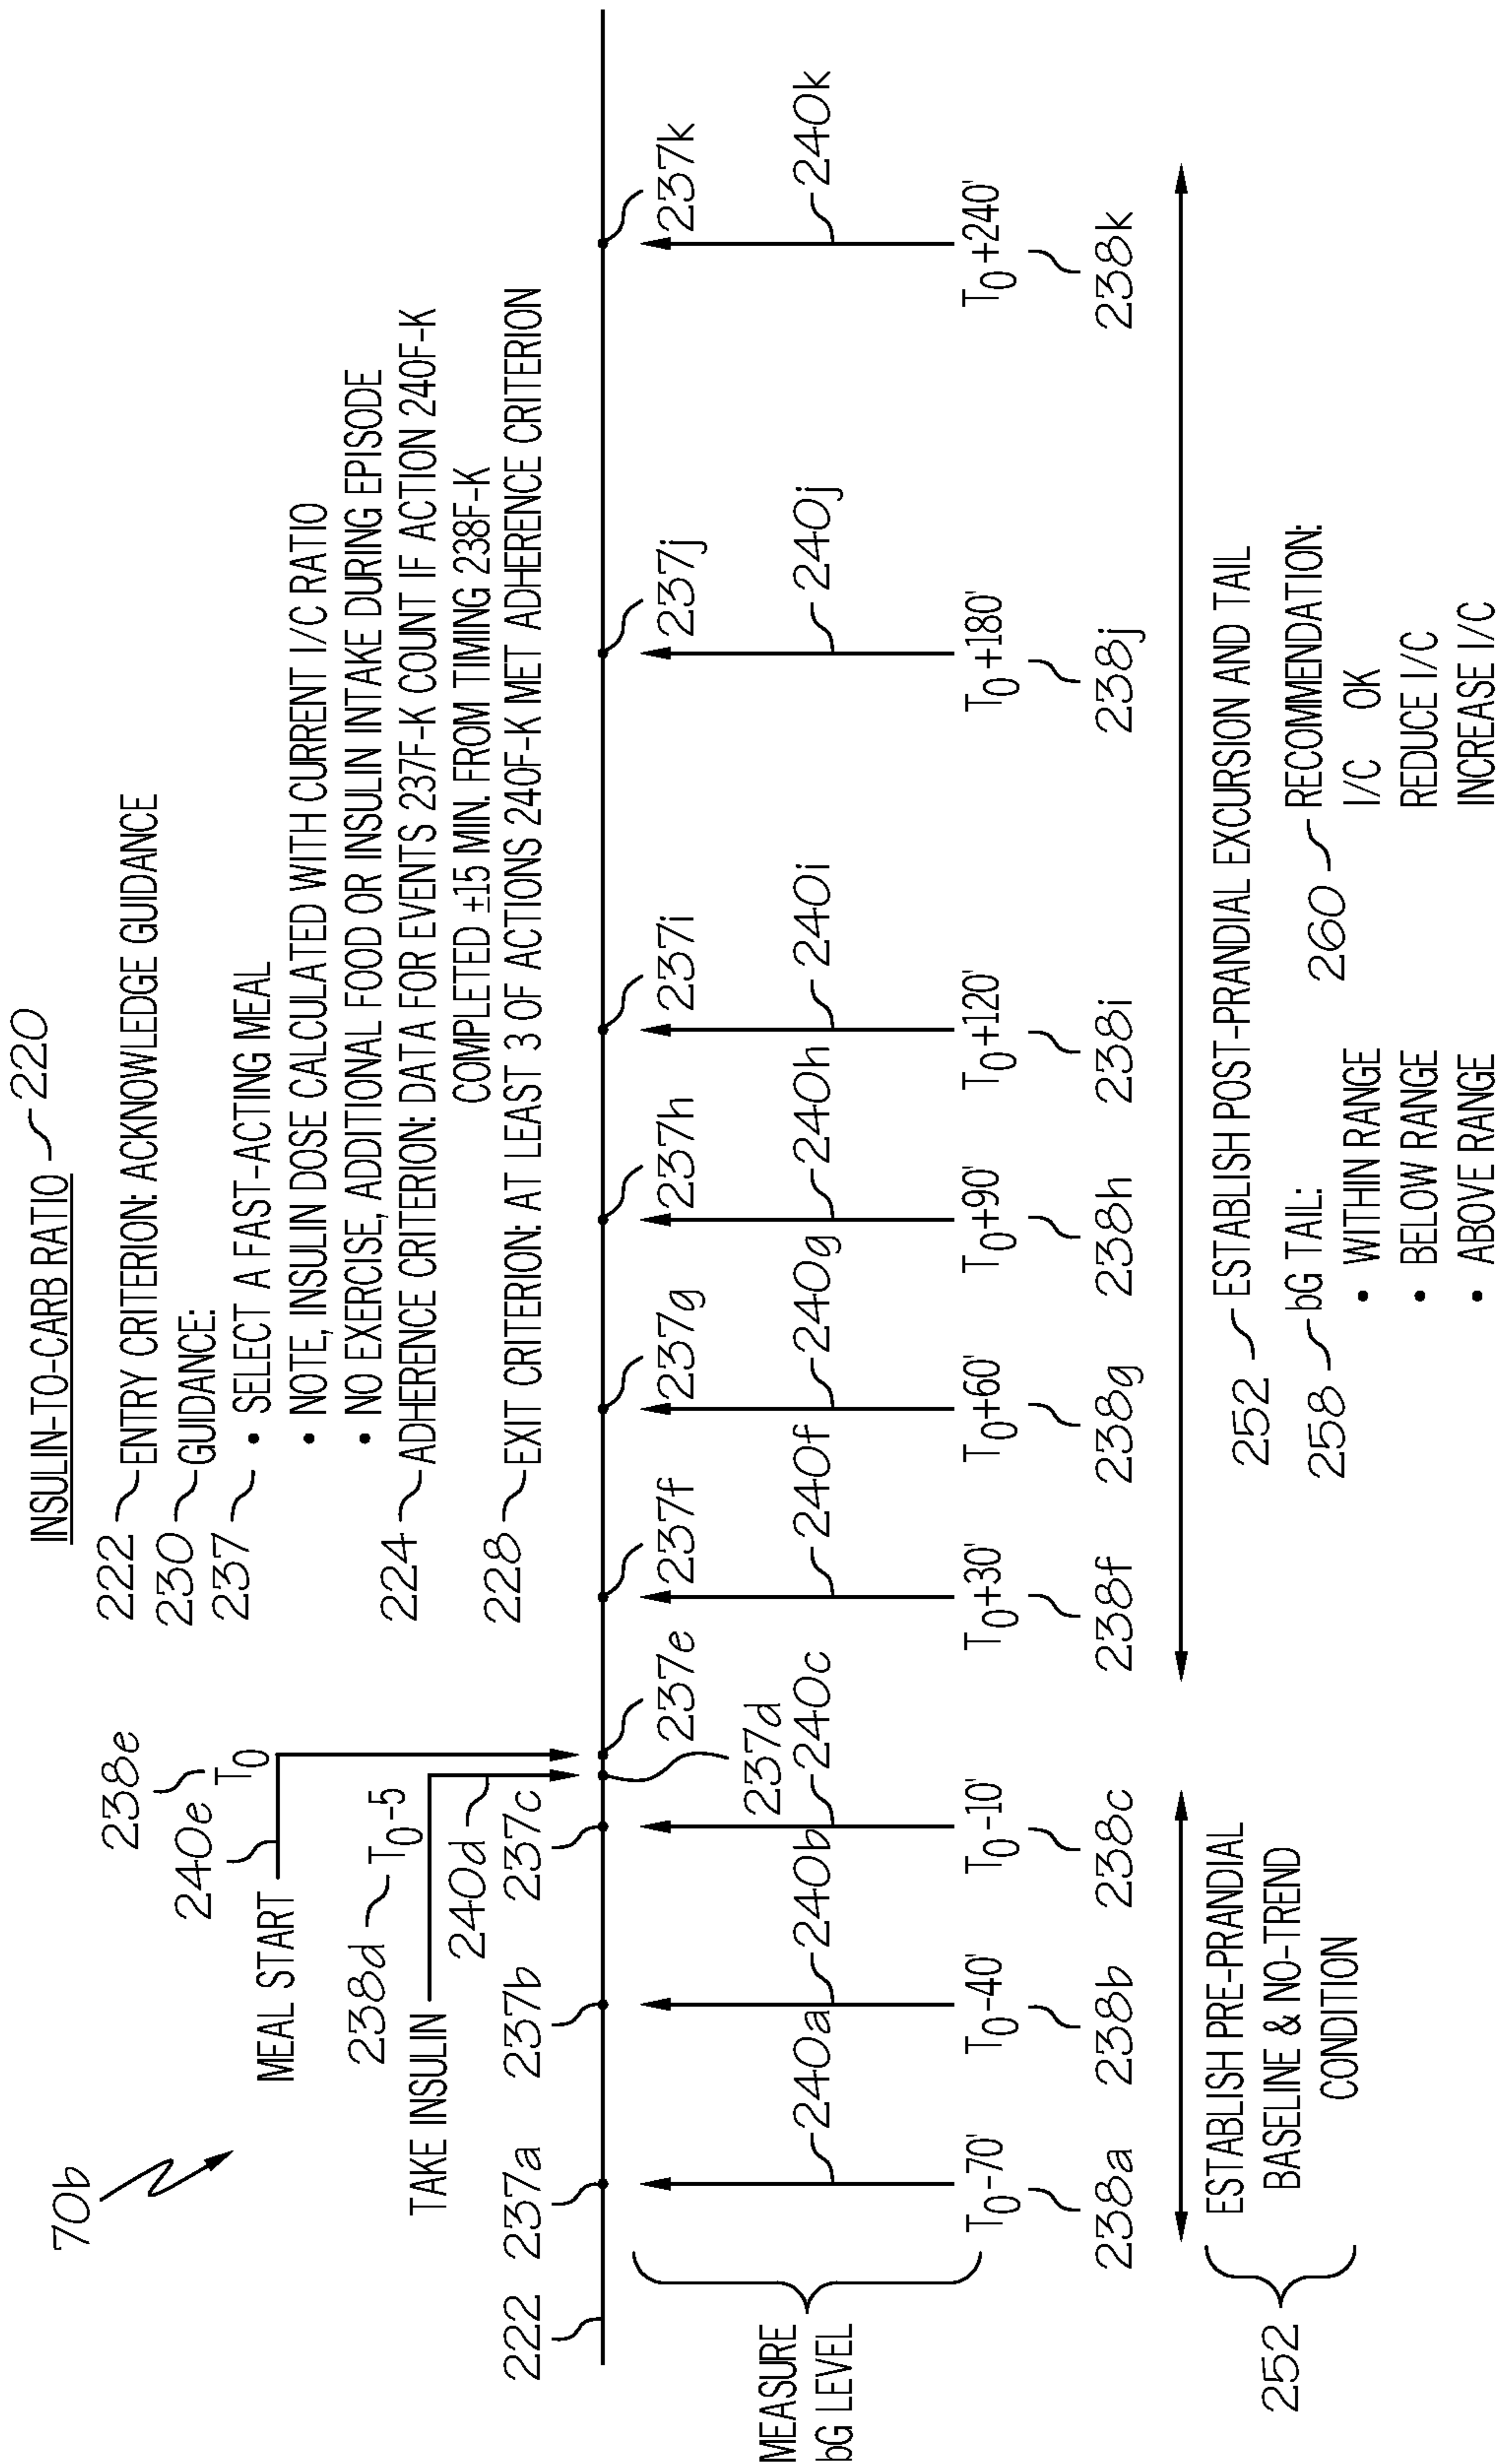 INSULIN-TO-CARB RATIO 220
70b
222 ENTRY CRITERION: ACKNOWLEDGE GUIDANCE
230 GUIDANCE:
237 • SELECT A FAST-ACTING MEAL
• NOTE, INSULIN DOSE CALCULATED WITH CURRENT I/C RATIO
• NO EXERCISE, ADDITIONAL FOOD OR INSULIN INTAKE DURING EPISODE
224 ADHERENCE CRITERION: DATA FOR EVENTS 237F-K COUNT IF ACTION 240F-K
COMPLETED ±15 MIN. FROM TIMING 238F-K
228 EXIT CRITERION: AT LEAST 3 OF ACTIONS 240F-K MET ADHERENCE CRITERION
238e
240e T0
MEAL START
238d T0-5
TAKE INSULIN
240d
222 237a 237b 237c
237e 237f 237g 237h 237i 237j 237k
237d
MEASURE
bG LEVEL
240a 240b 240c 240f 240g 240h 240i 240j 240k
T0-70' T0-40' T0-10' T0+30' T0+60' T0+90' T0+120' T0+180' T0+240'
238a 238b 238c 238f 238g 238h 238i 238j 238k
252
ESTABLISH PRE-PRANDIAL
BASELINE & NO-TREND
CONDITION
252 ESTABLISH POST-PRANDIAL EXCURSION AND TAIL
258 bG TAIL: 260 RECOMMENDATION:
• WITHIN RANGE I/C OK
• BELOW RANGE REDUCE I/C
• ABOVE RANGE INCREASE I/C